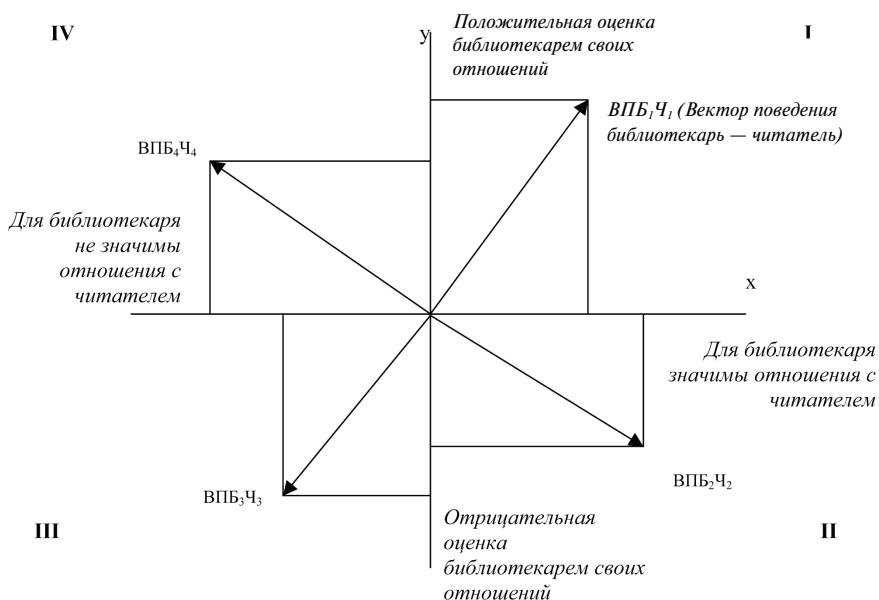 IV
y
Положительная оценка
библиотекарем своих
отношений
I
ВПБ₁Ч₁ (Вектор поведения
библиотекарь — читатель)
ВПБ₄Ч₄
Для библиотекаря
не значимы
отношения с
читателем
x
Для библиотекаря
значимы отношения с
читателем
ВПБ₂Ч₂
ВПБ₃Ч₃
Отрицательная
оценка
библиотекарем своих
отношений
III
II